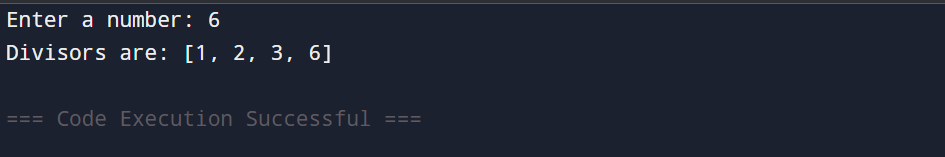 Enter a number: 6
Divisors are: [1, 2, 3, 6]
=== Code Execution Successful ===